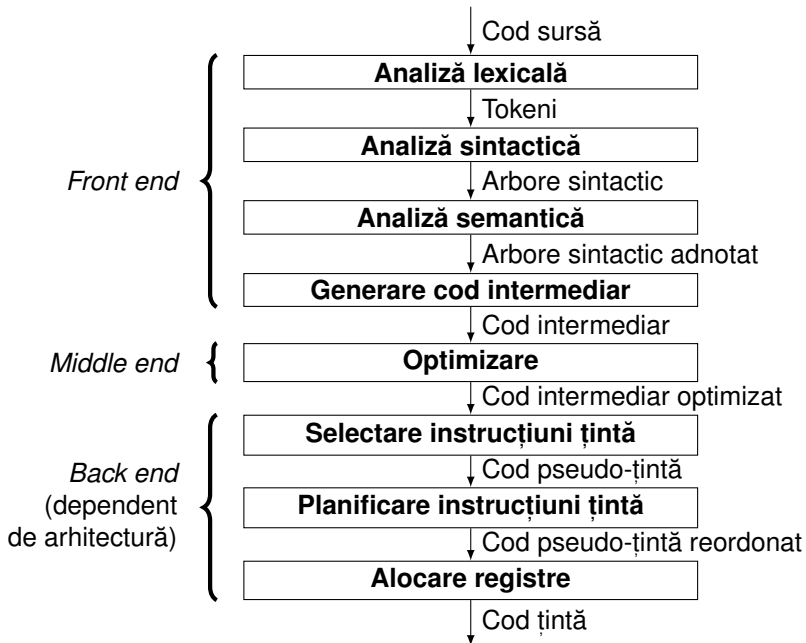 Cod sursă
Analiză lexicală
Tokeni
Analiză sintactică
Front end
Arbore sintactic
Analiză semantică
Arbore sintactic adnotat
Generare cod intermediar
Cod intermediar
Middle end
Optimizare
Cod intermediar optimizat
Selectare instrucțiuni țintă
Back end
(dependent
de arhitectură)
Cod pseudo-țintă
Planificare instrucțiuni țintă
Cod pseudo-țintă reordonat
Alocare registre
Cod țintă